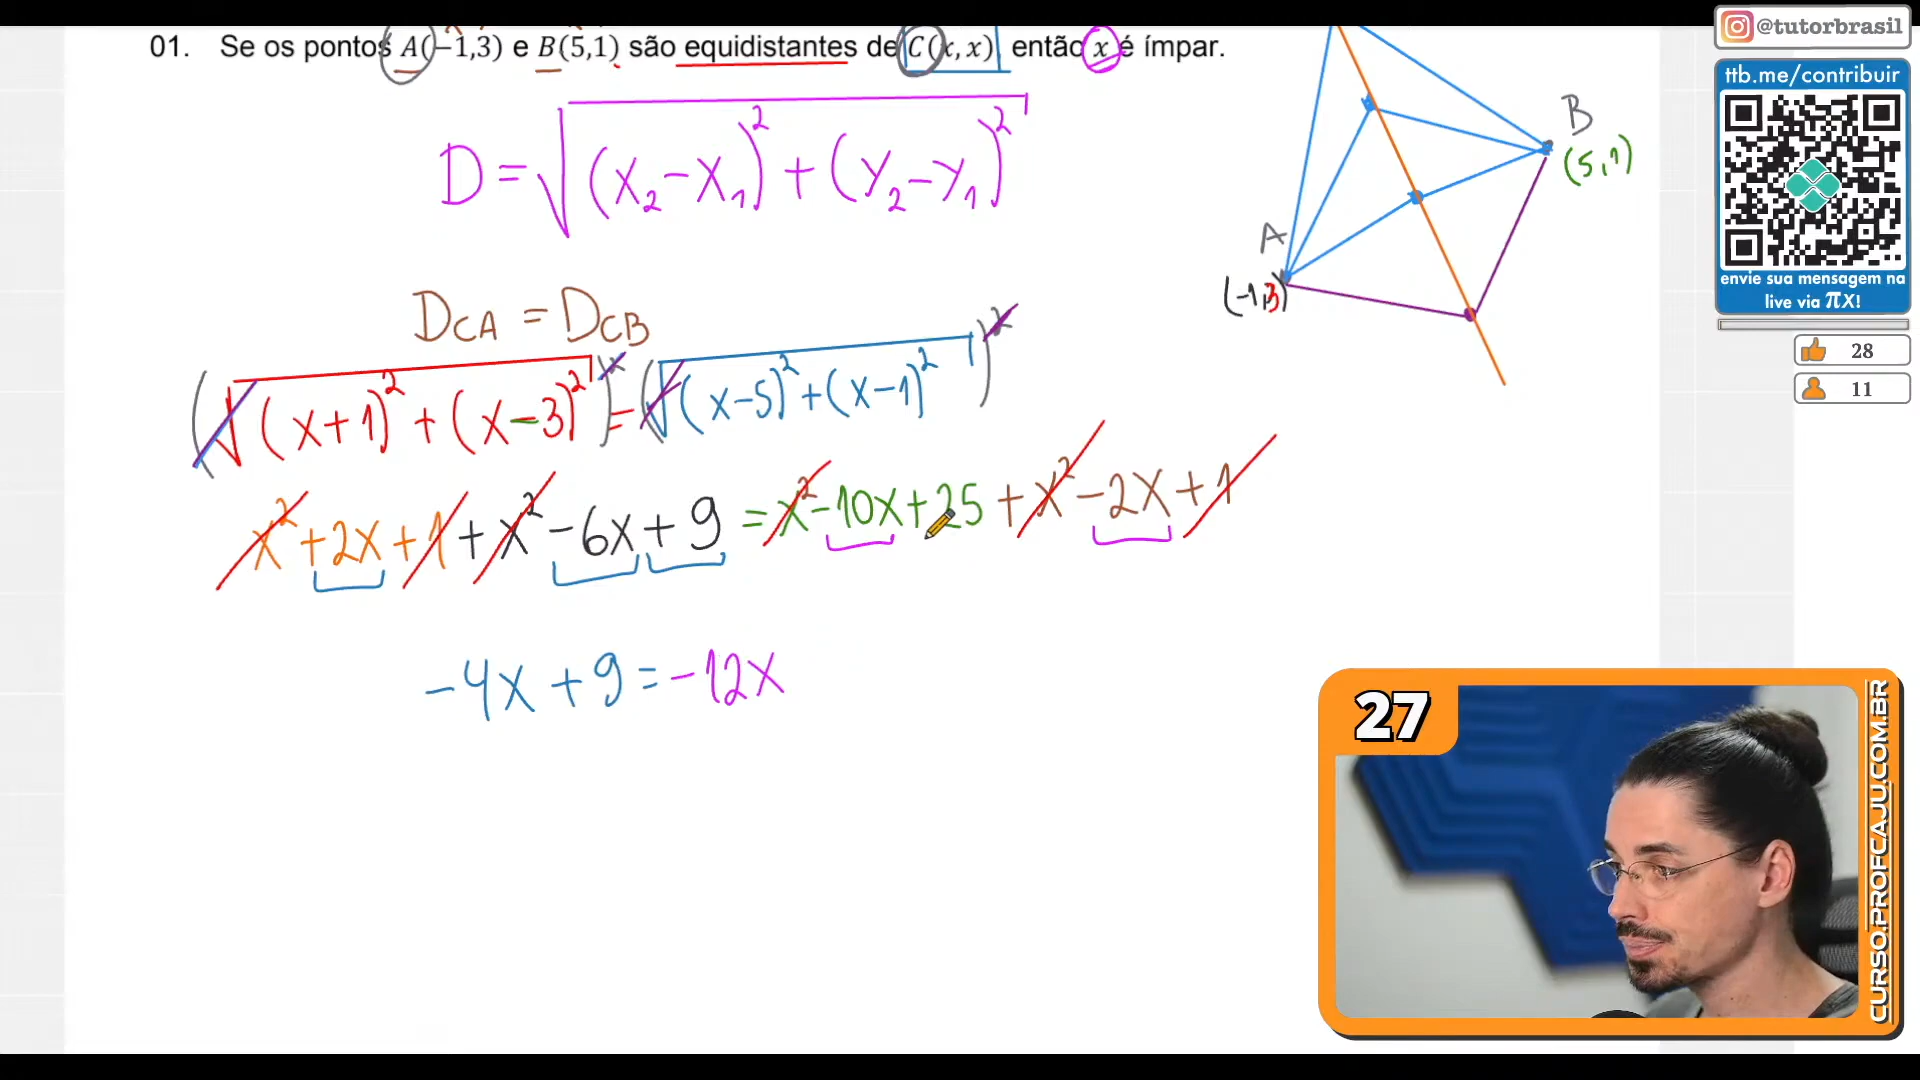 01. Se os pontos A(−1,3) e B(5,1) são equidistantes de C(x,x), então x é ímpar.
D = √(x₂−x₁)² + (y₂−y₁)²
B
(5,1)
A
(-1,3)
DCA = DCB
(√(x+1)² + (x−3)²)² = (√(x−5)² + (x−1)²)²
x² + 2x + 1 + x² − 6x + 9 = x² − 10x + 25 + x² − 2x + 1
−4x + 9 = −12x
@tutorbrasil
ttb.me/contribuir
envie sua mensagem na
live via πX!
28
11
27
CURSO.PROFCAJU.COM.BR